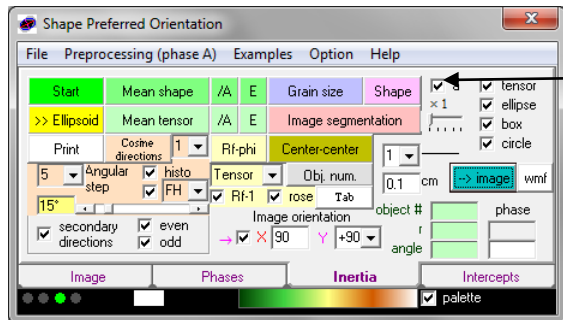 Shape Preferred Orientation
File Preprocessing (phase A) Examples Option Help
Start Mean shape /A E Grain size Shape a tensor
>> Ellipsoid Mean tensor /A E Image segmentation × 1 ellipse
box
Print Cosine directions 1 Rf-phi Center-center 1 circle
5 Angular step histo Tensor Obj. num. 0.1 cm --> image wmf
FH Rf-1 rose Tab
15° Image orientation object # phase
secondary directions even odd → X 90 Y +90 r
angle
Image Phases Inertia Intercepts
palette